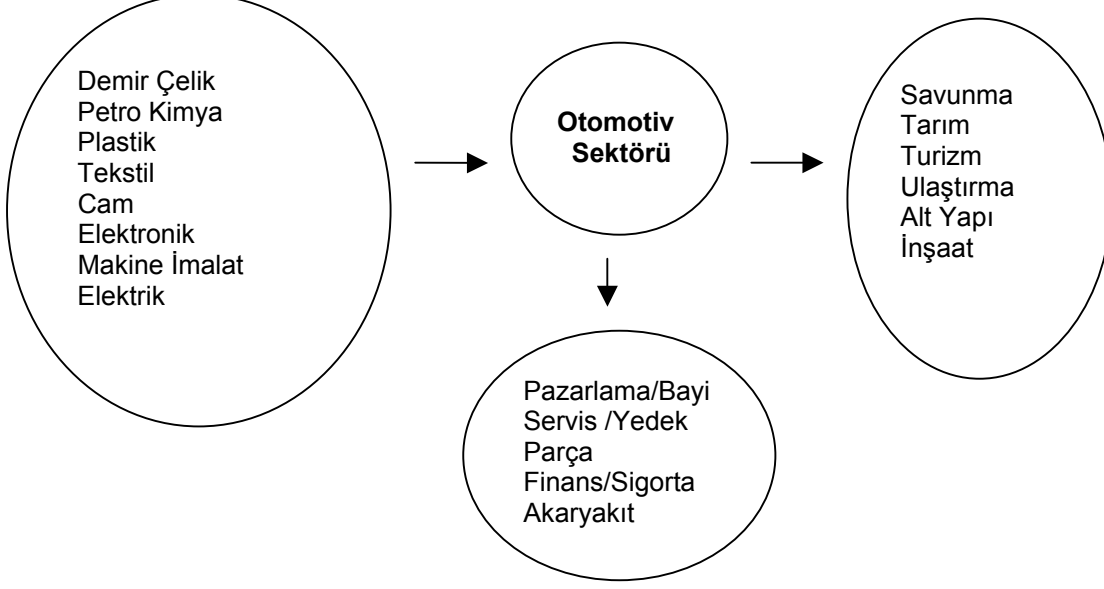 Demir Çelik
Petro Kimya
Plastik
Tekstil
Cam
Elektronik
Makine İmalat
Elektrik
Otomotiv
Sektörü
Savunma
Tarım
Turizm
Ulaştırma
Alt Yapı
İnşaat
Pazarlama/Bayi
Servis /Yedek
Parça
Finans/Sigorta
Akaryakıt